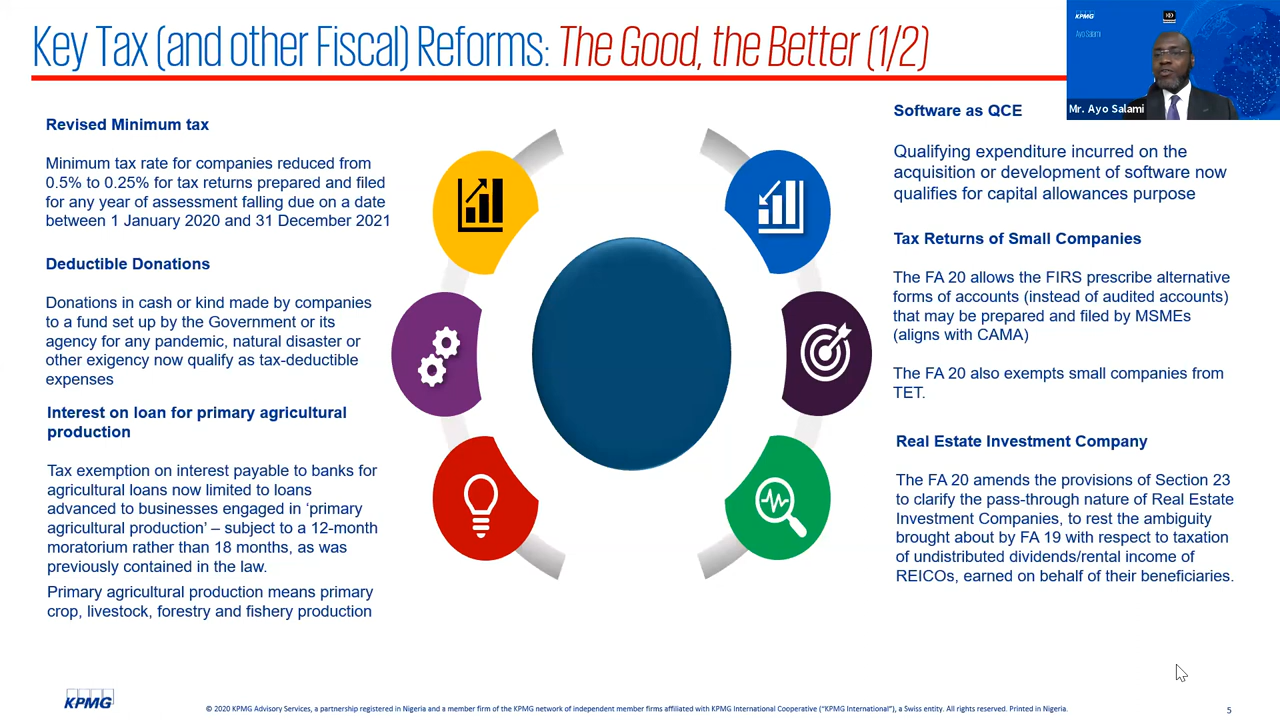 Key Tax (and other Fiscal) Reforms: The Good, the Better (1/2)
KPMG
Ayo Salami
Mr. Ayo Salami
Revised Minimum tax
Minimum tax rate for companies reduced from
0.5% to 0.25% for tax returns prepared and filed
for any year of assessment falling due on a date
between 1 January 2020 and 31 December 2021
Deductible Donations
Donations in cash or kind made by companies
to a fund set up by the Government or its
agency for any pandemic, natural disaster or
other exigency now qualify as tax-deductible
expenses
Interest on loan for primary agricultural
production
Tax exemption on interest payable to banks for
agricultural loans now limited to loans
advanced to businesses engaged in ‘primary
agricultural production’ – subject to a 12-month
moratorium rather than 18 months, as was
previously contained in the law.
Primary agricultural production means primary
crop, livestock, forestry and fishery production
Software as QCE
Qualifying expenditure incurred on the
acquisition or development of software now
qualifies for capital allowances purpose
Tax Returns of Small Companies
The FA 20 allows the FIRS prescribe alternative
forms of accounts (instead of audited accounts)
that may be prepared and filed by MSMEs
(aligns with CAMA)
The FA 20 also exempts small companies from
TET.
Real Estate Investment Company
The FA 20 amends the provisions of Section 23
to clarify the pass-through nature of Real Estate
Investment Companies, to rest the ambiguity
brought about by FA 19 with respect to taxation
of undistributed dividends/rental income of
REICOs, earned on behalf of their beneficiaries.
KPMG
© 2020 KPMG Advisory Services, a partnership registered in Nigeria and a member firm of the KPMG network of independent member firms affiliated with KPMG International Cooperative (“KPMG International”), a Swiss entity. All rights reserved. Printed in Nigeria.
5